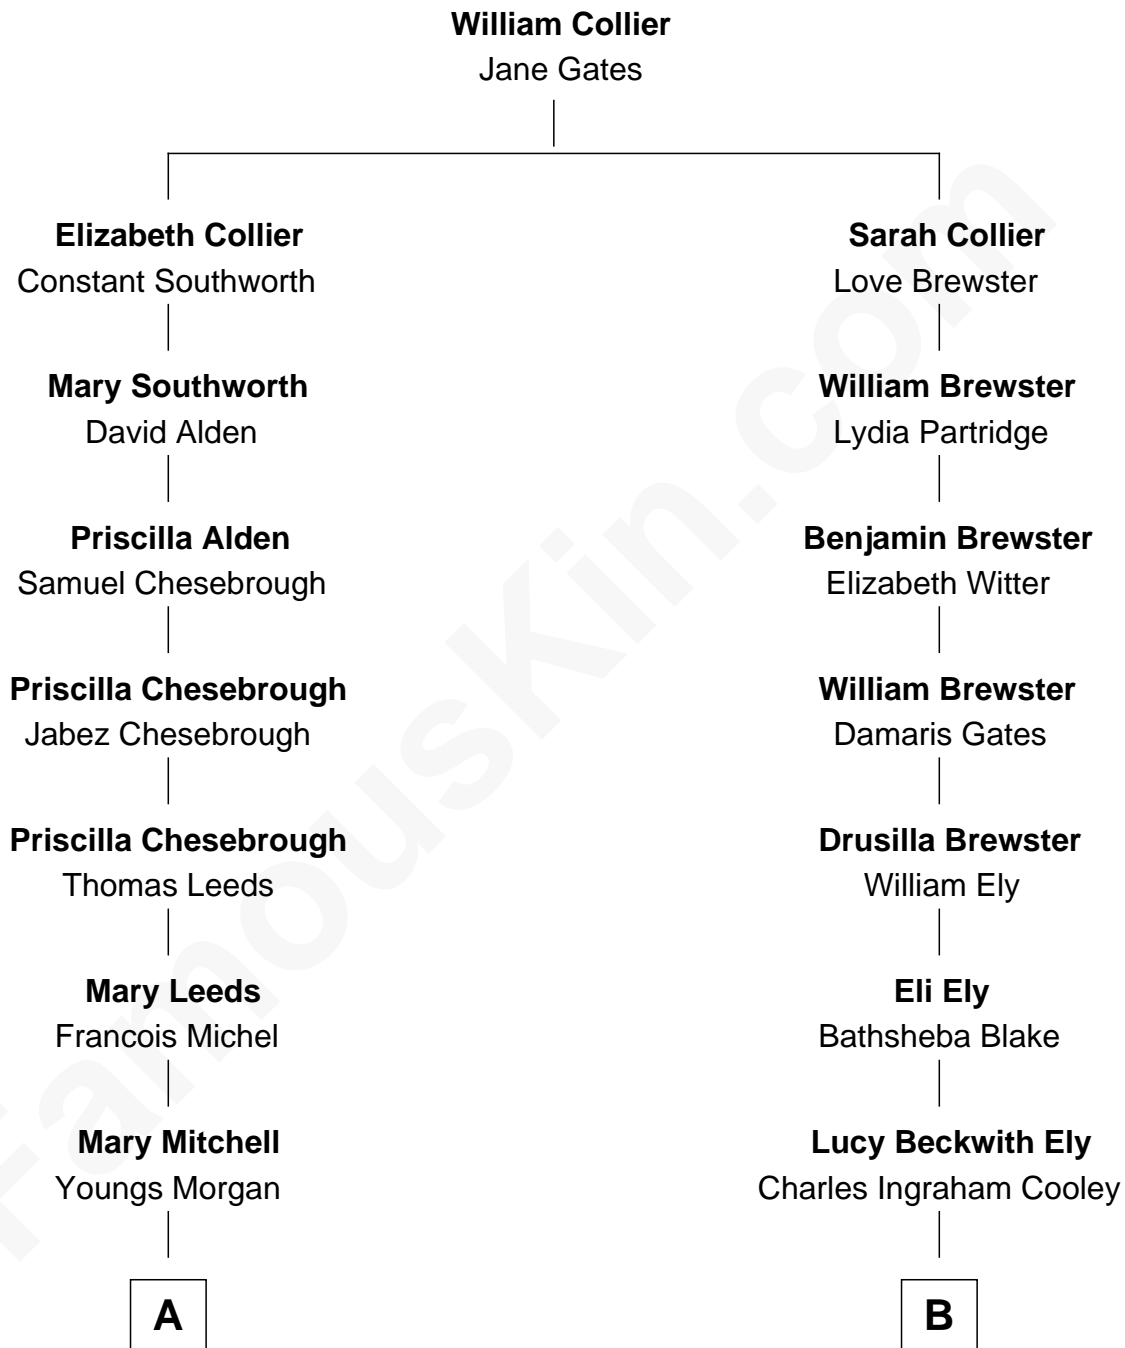 William Collier
Jane Gates
Elizabeth Collier
Constant Southworth
Sarah Collier
Love Brewster
Mary Southworth
David Alden
William Brewster
Lydia Partridge
Priscilla Alden
Samuel Chesebrough
Benjamin Brewster
Elizabeth Witter
Priscilla Chesebrough
Jabez Chesebrough
William Brewster
Damaris Gates
Priscilla Chesebrough
Thomas Leeds
Drusilla Brewster
William Ely
Mary Leeds
Francois Michel
Eli Ely
Bathsheba Blake
Mary Mitchell
Youngs Morgan
Lucy Beckwith Ely
Charles Ingraham Cooley
A
B
FamousKin.com